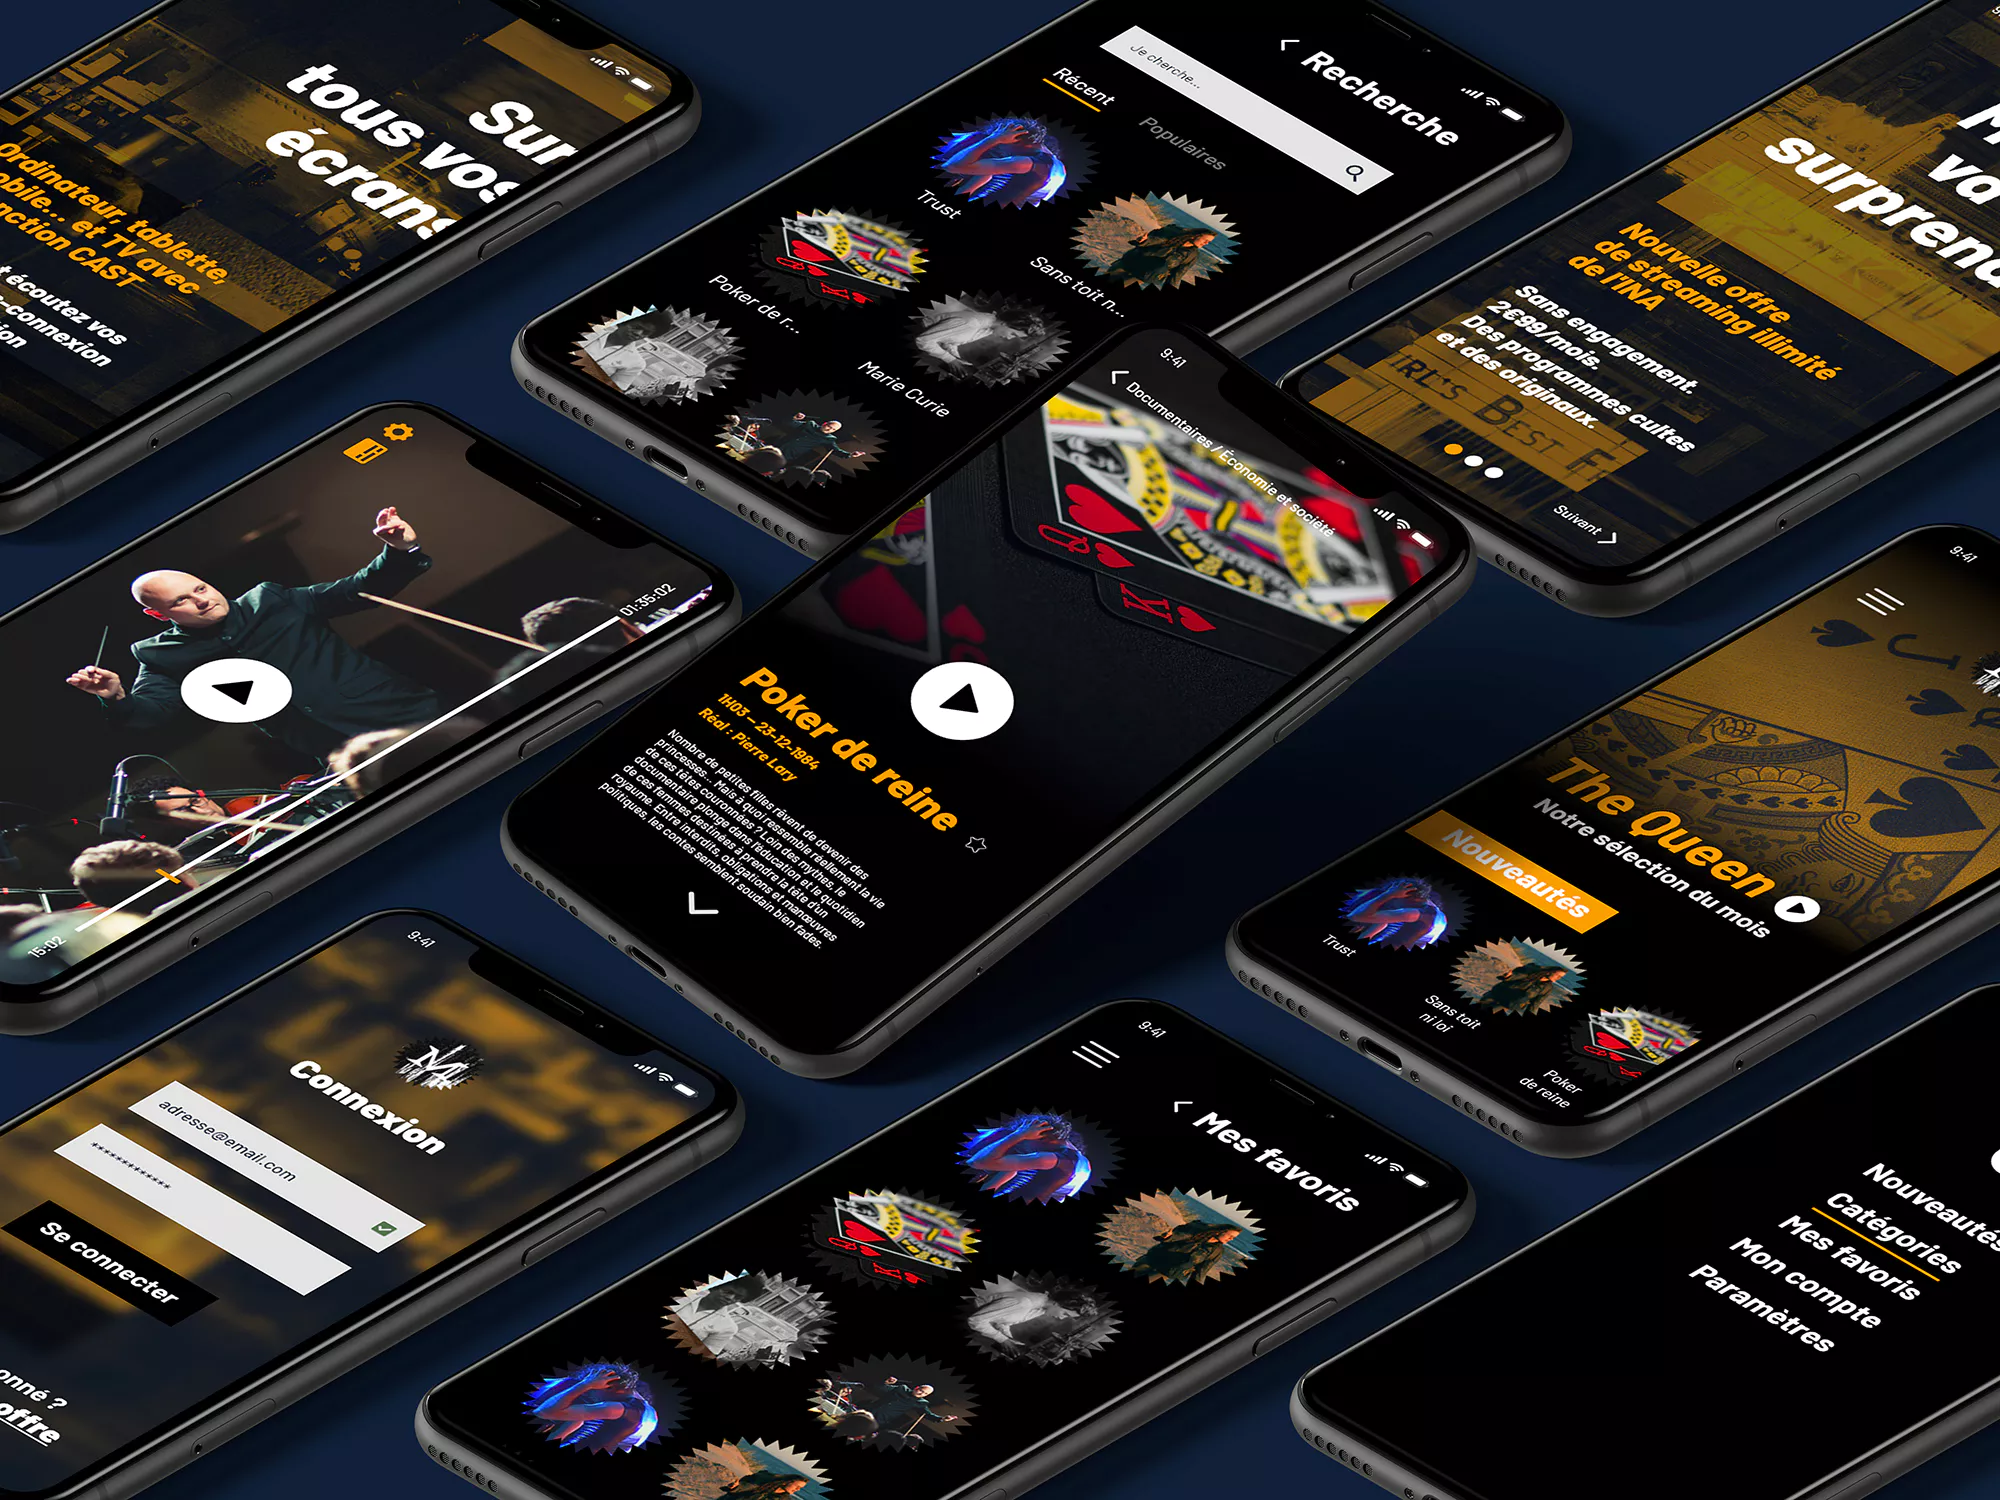 Sur
tous vos
écrans
Ordinateur, tablette,
et TV avec
CAST
écoutez vos
Recherche
Je cherche...
Récent
Populaires
Trust
Sans toit n...
Poker de r...
Marie Curie
surprend
Nouvelle offre
de streaming illimité
de l'INA
Sans engagement.
2€99/mois.
Des programmes cultes
et des originaux.
BEST
Suivant
01:35:02
15:02
9:41
Documentaires / Économie et société
Q
K
Poker de reine
1H03 – 23-12-1984
Réal : Pierre Lary
Nombre de petites filles rêvent de devenir des
princesses... Mais à quoi ressemble réellement la vie
de ces têtes couronnées ? Loin des mythes, le
documentaire plonge dans l'éducation et le quotidien
de ces femmes destinées à prendre la tête d'un
royaume. Entre interdits, obligations et manœuvres
politiques, les contes semblent soudain bien fades.
9:41
J
The Queen
Notre sélection du mois
Nouveautés
Trust
Sans toit
ni loi
Poker
de reine
9:41
M
Connexion
adresse@email.com
************
Se connecter
offre
9:41
Mes favoris
Nouveautés
Catégories
Mes favoris
Mon compte
Paramètres